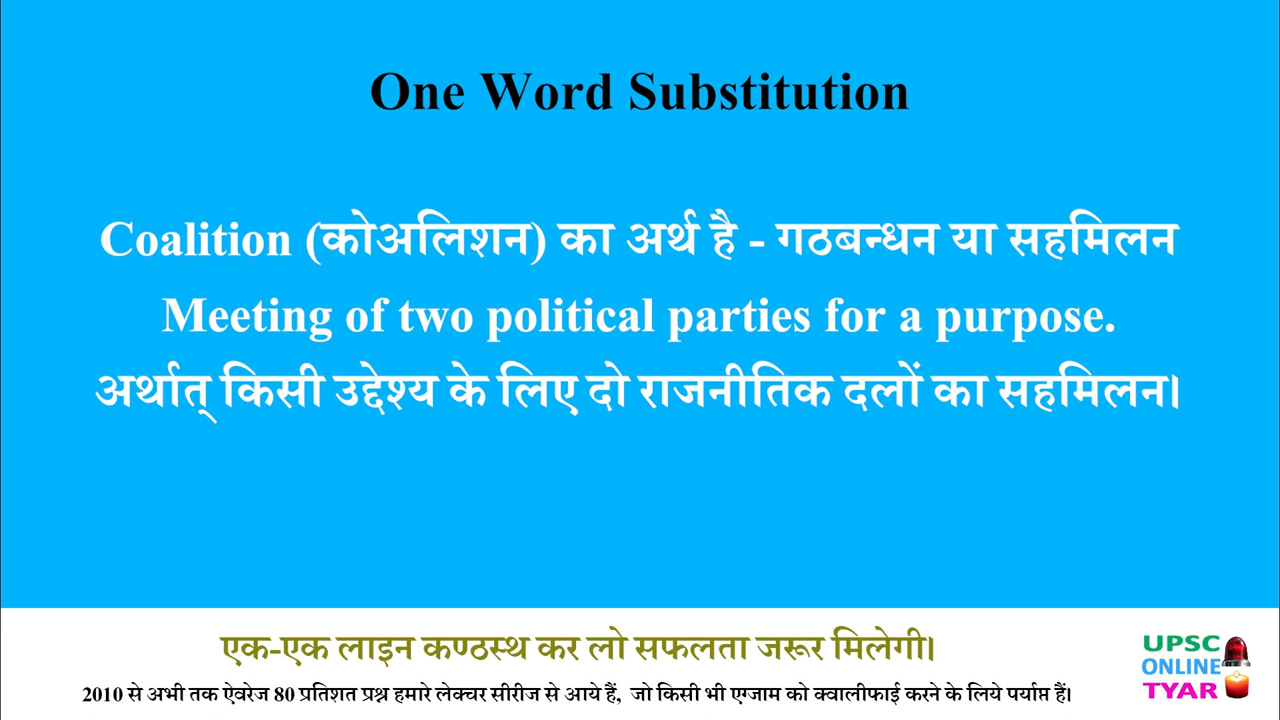 One Word Substitution
Coalition (कोअलिशन) का अर्थ है - गठबन्धन या सहमिलन
Meeting of two political parties for a purpose.
अर्थात् किसी उद्देश्य के लिए दो राजनीतिक दलों का सहमिलन।
एक-एक लाइन कण्ठस्थ कर लो सफलता जरूर मिलेगी।
2010 से अभी तक ऐवरेज 80 प्रतिशत प्रश्न हमारे लेक्चर सीरीज से आये हैं, जो किसी भी एग्जाम को क्वालीफाई करने के लिये पर्याप्त हैं।
UPSC
ONLINE
TYAR